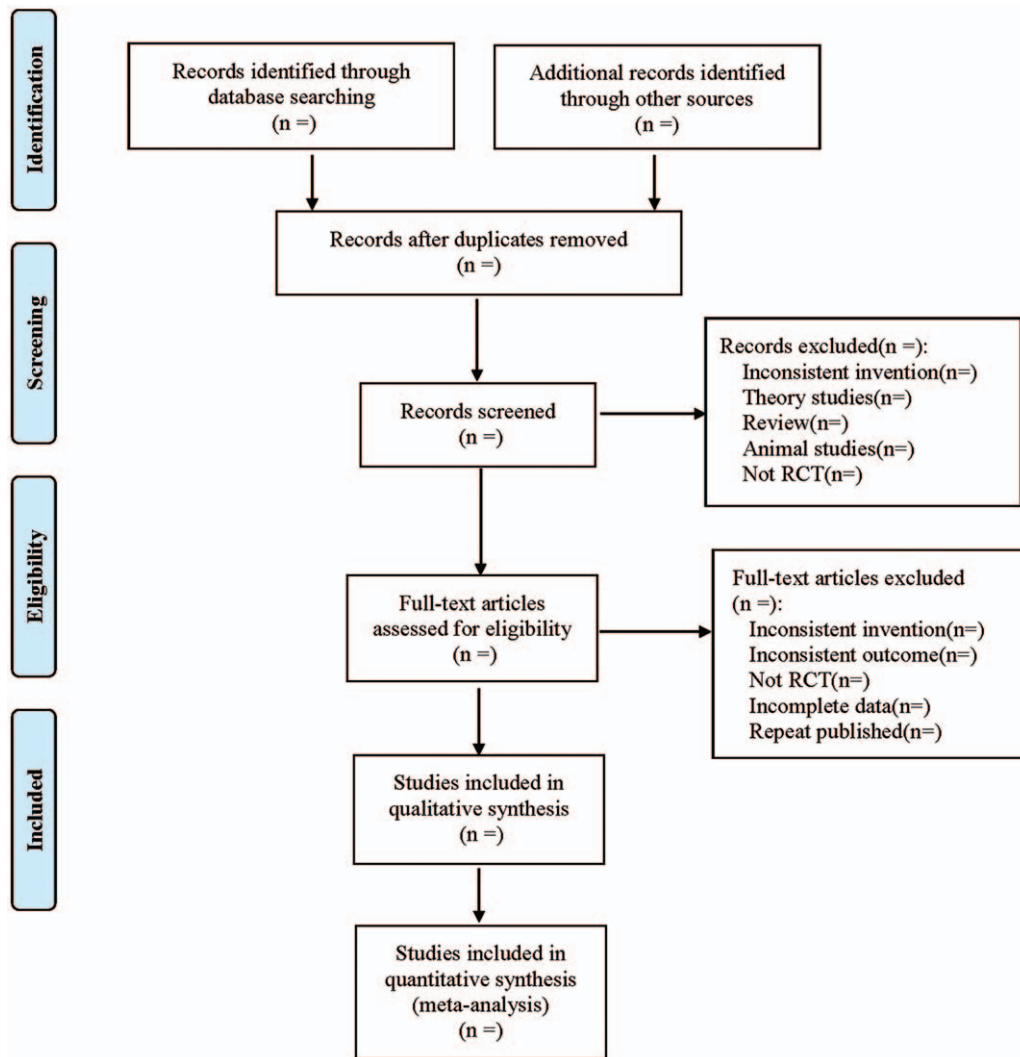 Identification
Records identified through
database searching
(n =)
Additional records identified
through other sources
(n =)
Records after duplicates removed
(n =)
Screening
Records screened
(n =)
Records excluded(n =):
Inconsistent invention(n=)
Theory studies(n=)
Review(n=)
Animal studies(n=)
Not RCT(n=)
Eligibility
Full-text articles
assessed for eligibility
(n =)
Full-text articles excluded
(n =):
Inconsistent invention(n=)
Inconsistent outcome(n=)
Not RCT(n=)
Incomplete data(n=)
Repeat published(n=)
Included
Studies included in
qualitative synthesis
(n =)
Studies included in
quantitative synthesis
(meta-analysis)
(n =)